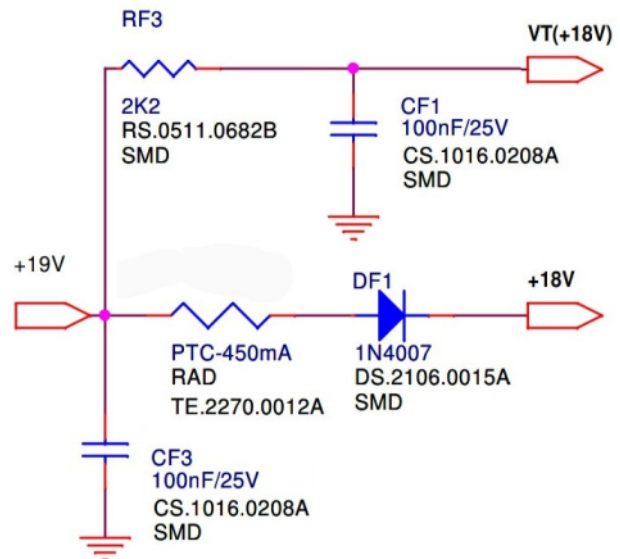 RF3
VT(+18V)
2K2
RS.0511.0682B
SMD
CF1
100nF/25V
CS.1016.0208A
SMD
+19V
DF1
+18V
PTC-450mA
RAD
TE.2270.0012A
1N4007
DS.2106.0015A
SMD
CF3
100nF/25V
CS.1016.0208A
SMD